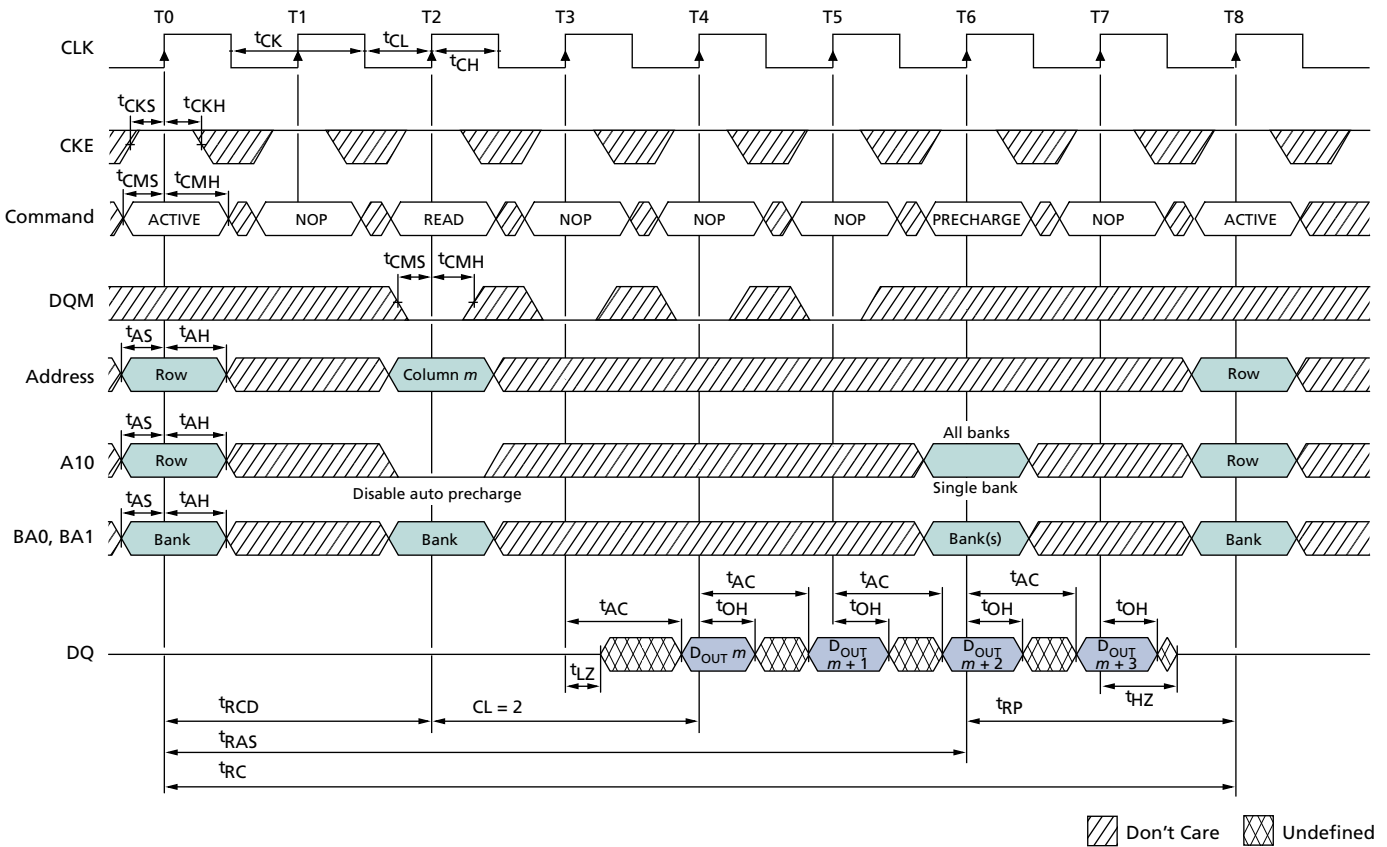 T0 T1 T2 T3 T4 T5 T6 T7 T8
CLK
tCK tCL
tCH
tCKS tCKH
CKE
tCMS tCMH
Command ACTIVE NOP READ NOP NOP NOP PRECHARGE NOP ACTIVE
tCMS tCMH
DQM
tAS tAH
Address Row Column m Row
tAS tAH
All banks
A10 Row Row
Disable auto precharge Single bank
tAS tAH
BA0, BA1 Bank Bank Bank(s) Bank
tAC tAC tAC
tAC tOH tOH tOH tOH
DQ DOUT m DOUT m + 1 DOUT m + 2 DOUT m + 3
tLZ tHZ
tRCD CL = 2 tRP
tRAS
tRC
Don't Care Undefined